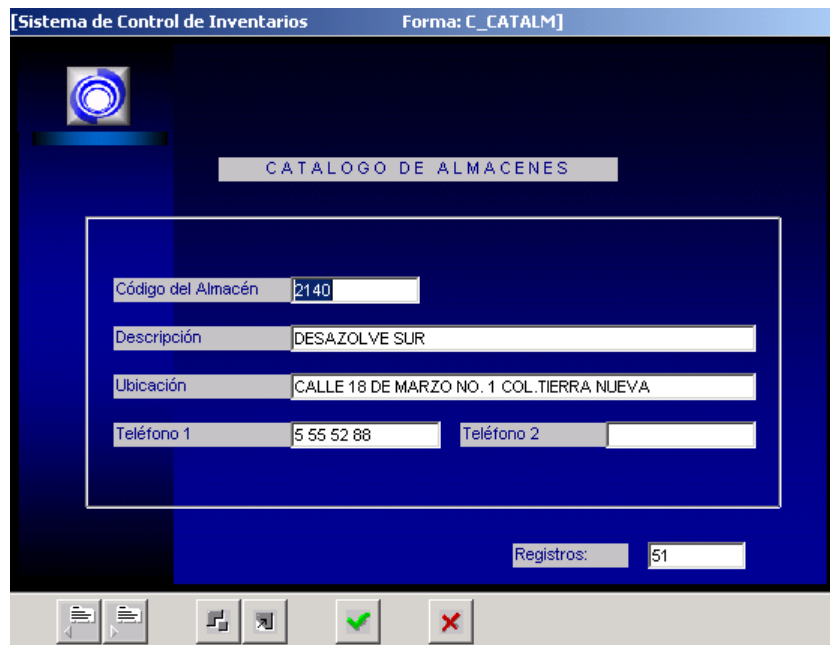 [Sistema de Control de Inventarios Forma: C_CATALM]
CATALOGO DE ALMACENES
Código del Almacén 2140
Descripción DESAZOLVE SUR
Ubicación CALLE 18 DE MARZO NO. 1 COL.TIERRA NUEVA
Teléfono 1 5 55 52 88 Teléfono 2
Registros: 51